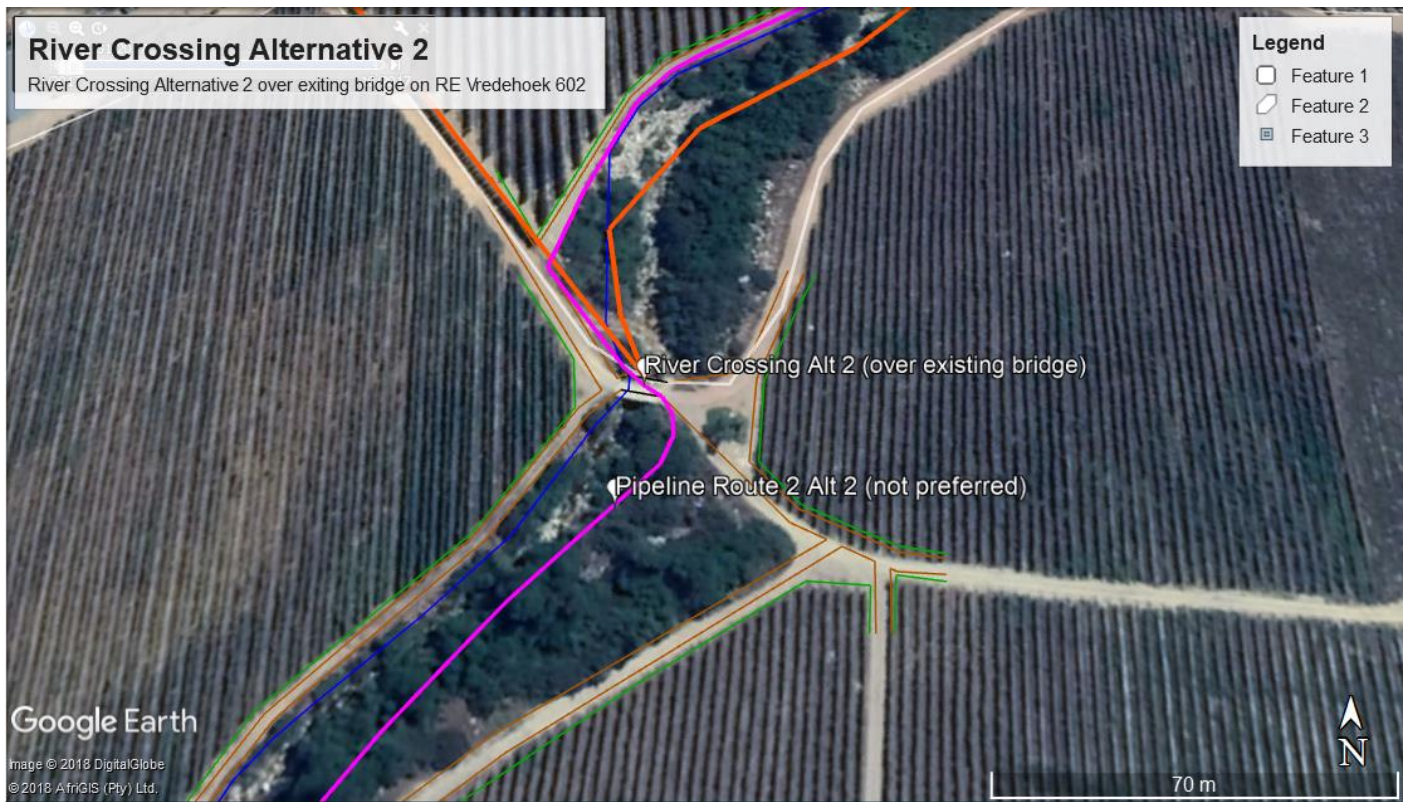 River Crossing Alternative 2
River Crossing Alternative 2 over exiting bridge on RE Vredehoek 602
Legend
Feature 1
Feature 2
Feature 3
River Crossing Alt 2 (over existing bridge)
Pipeline Route 2 Alt 2 (not preferred)
Google Earth
Image © 2018 DigitalGlobe
© 2018 AfriGIS (Pty) Ltd.
N
70 m